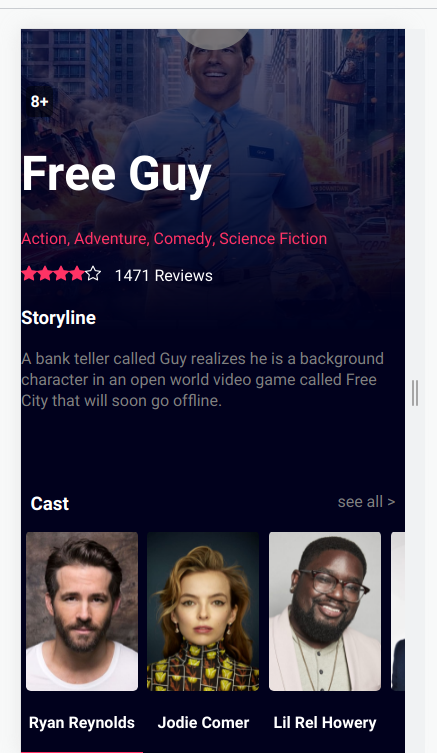 8+
Free Guy
Action, Adventure, Comedy, Science Fiction
1471 Reviews
Storyline
A bank teller called Guy realizes he is a background
character in an open world video game called Free
City that will soon go offline.
Cast
see all >
Ryan Reynolds
Jodie Comer
Lil Rel Howery